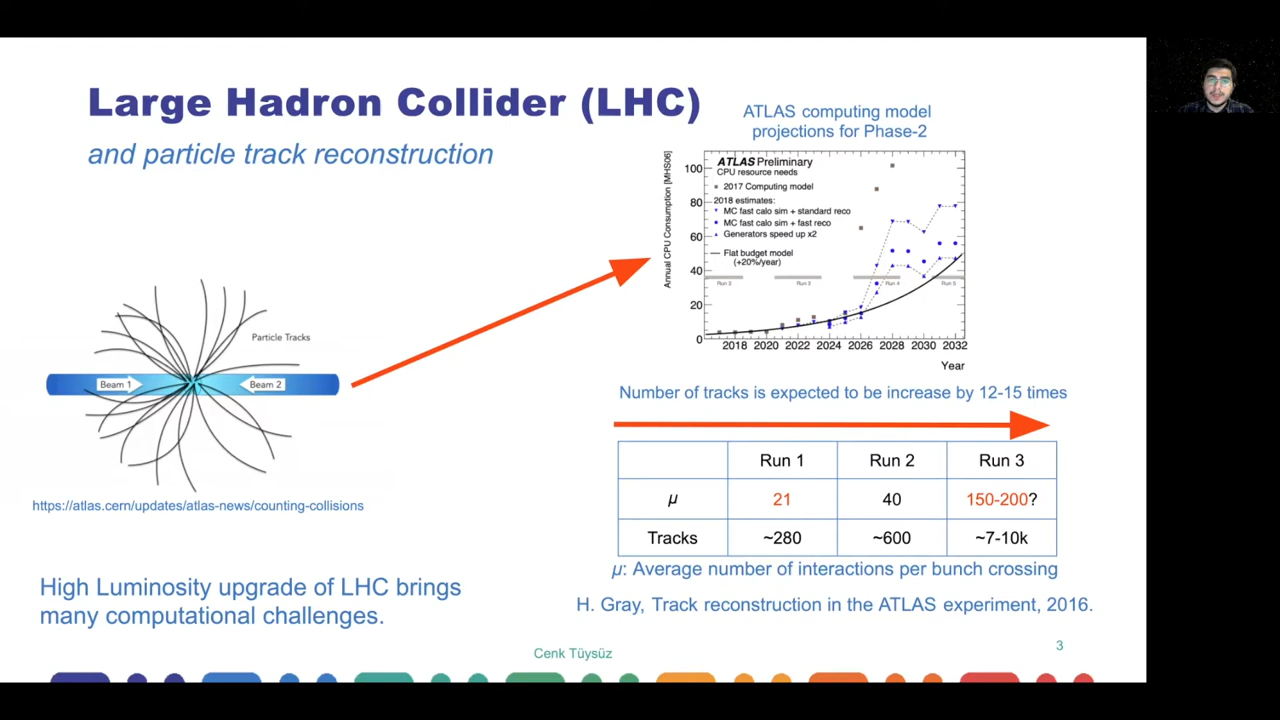 Large Hadron Collider (LHC)
and particle track reconstruction
ATLAS computing model
projections for Phase-2
Annual CPU Consumption [MHS06]
ATLAS Preliminary
CPU resource needs
2017 Computing model
2018 estimates:
MC fast calo sim + standard reco
MC fast calo sim + fast reco
Generators speed up x2
Flat budget model
(+20%/year)
Run 2
Run 3
Run 4
Run 5
100
80
60
40
20
0
2018 2020 2022 2024 2026 2028 2030 2032
Year
Particle Tracks
Beam 1
Beam 2
https://atlas.cern/updates/atlas-news/counting-collisions
High Luminosity upgrade of LHC brings
many computational challenges.
Number of tracks is expected to be increase by 12-15 times
Run 1 Run 2 Run 3
μ 21 40 150-200?
Tracks ~280 ~600 ~7-10k
μ: Average number of interactions per bunch crossing
H. Gray, Track reconstruction in the ATLAS experiment, 2016.
Cenk Tüysüz
3